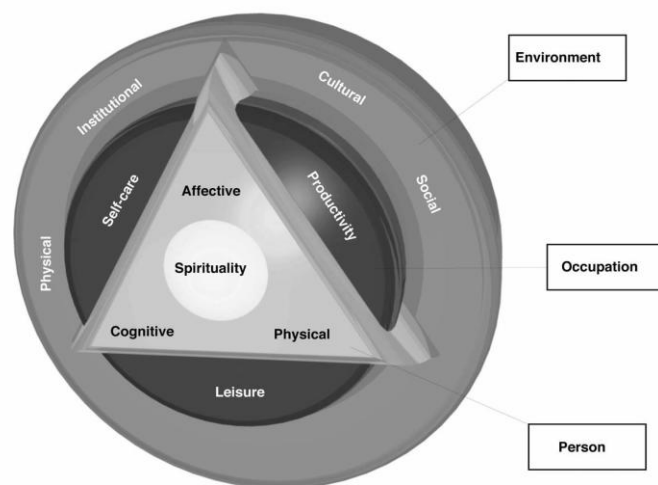 Environment
Cultural
Institutional
Social
Productivity
Self-care
Affective
Physical
Spirituality
Occupation
Cognitive
Physical
Leisure
Person